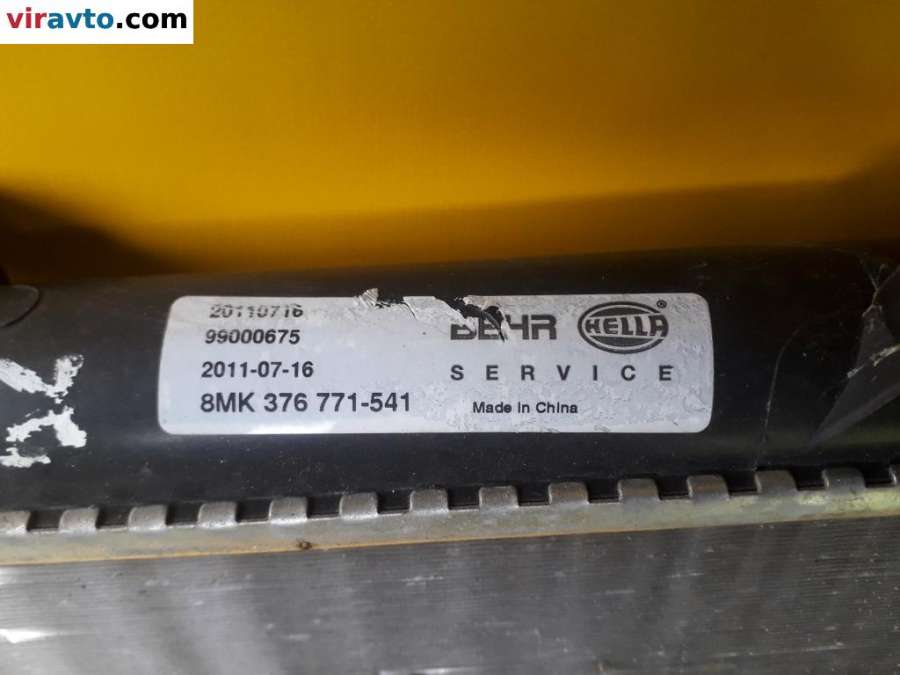 viravto.com
20110716
99000675
2011-07-16
8MK 376 771-541
BEHR HELLA®
SERVICE
Made in China